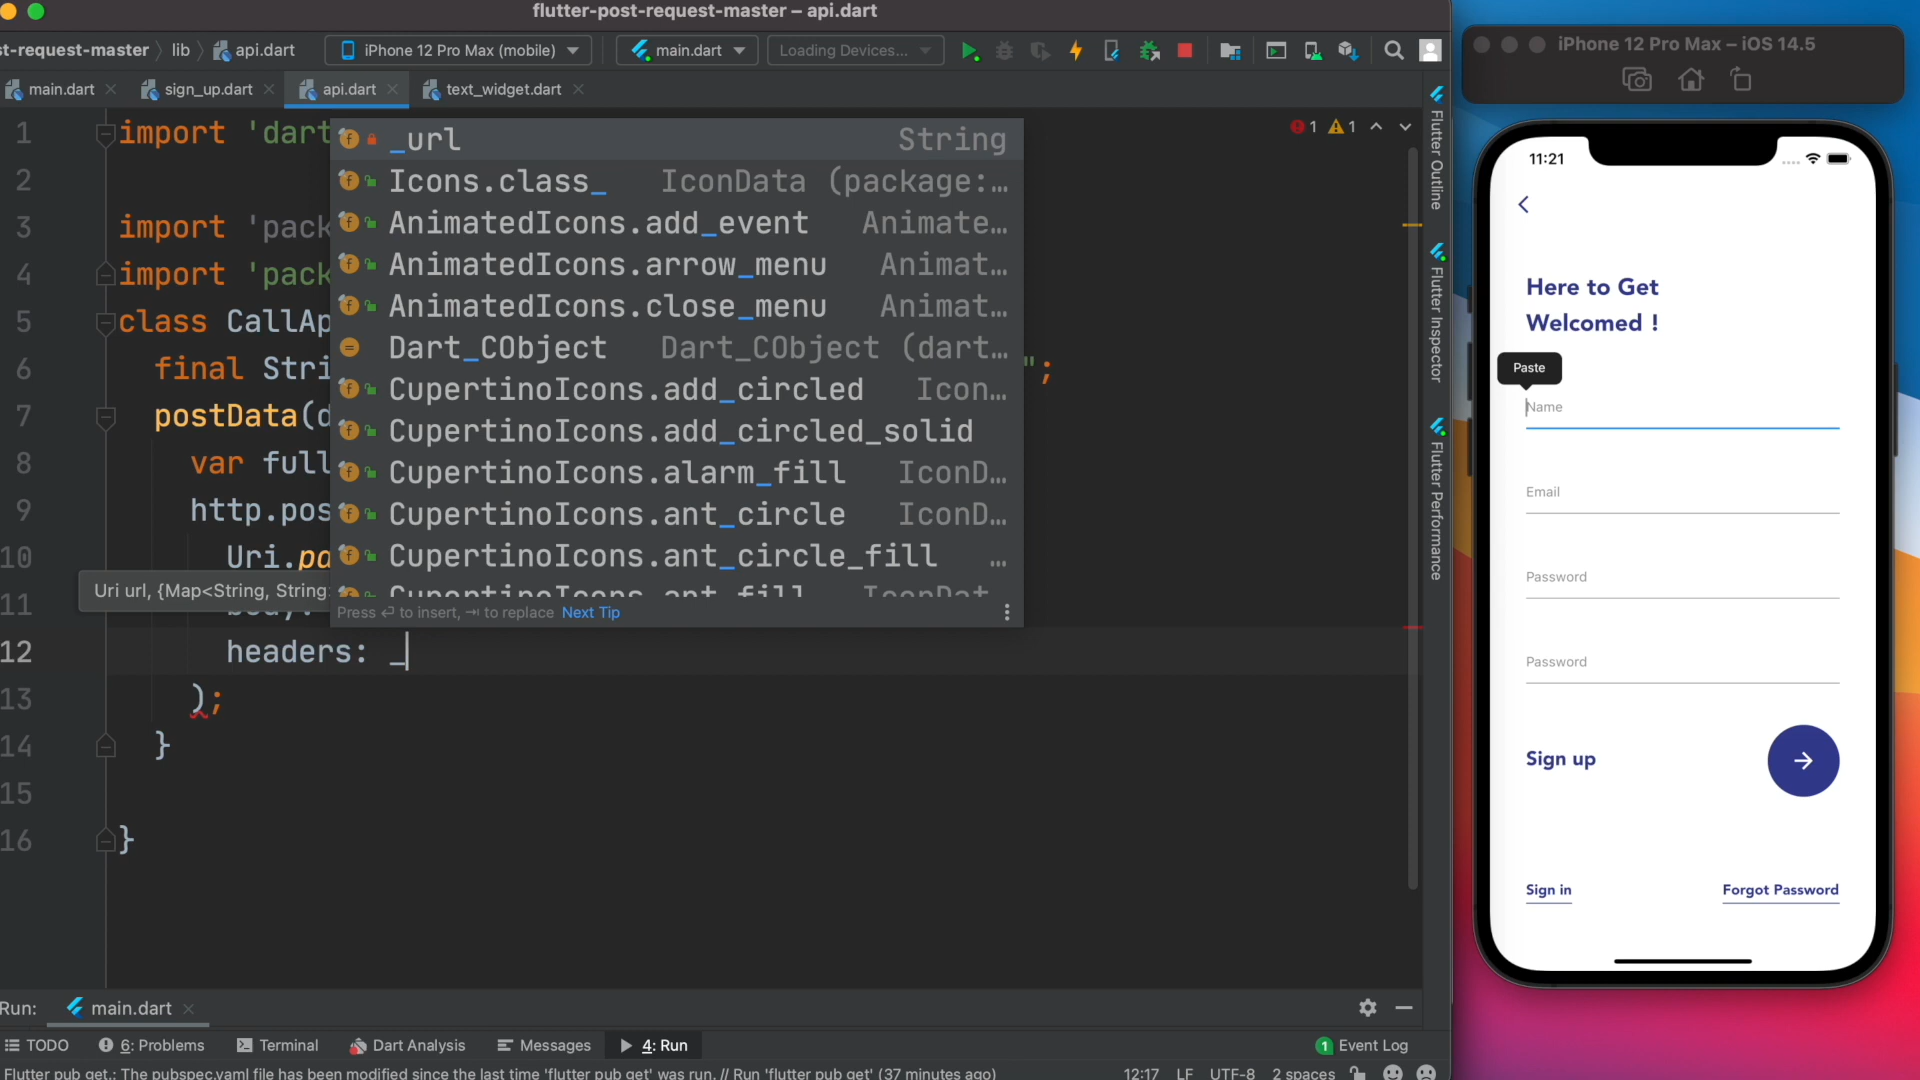 flutter-post-request-master – api.dart
st-request-master
lib
api.dart
iPhone 12 Pro Max (mobile)
main.dart
Loading Devices...
main.dart
sign_up.dart
api.dart
text_widget.dart
1 import 'dart
2
3 import 'pack
4 import 'pack
5 class CallAp
6 final Stri ";
7 postData(d
8 var full
9 http.pos
10 Uri.pa
11
12 headers: _
13 );
14 }
15
16 }
1 1
_url String
Icons.class_ IconData (package:…
AnimatedIcons.add_event Animate…
AnimatedIcons.arrow_menu Animat…
AnimatedIcons.close_menu Animat…
Dart_CObject Dart_CObject (dart…
CupertinoIcons.add_circled Icon…
CupertinoIcons.add_circled_solid
CupertinoIcons.alarm_fill IconD…
CupertinoIcons.ant_circle IconD…
CupertinoIcons.ant_circle_fill …
CupertinoIcons.ant_fill IconDat
Press ↩ to insert, ⇥ to replace Next Tip
Uri url, {Map<String, String
Flutter Outline
Flutter Inspector
Flutter Performance
Run:
main.dart
TODO
6: Problems
Terminal
Dart Analysis
Messages
4: Run
1 Event Log
Flutter pub get.: The pubspec.yaml file has been modified since the last time 'flutter pub get' was run. // Run 'flutter pub get' (37 minutes ago)
12:17 LF UTF-8 2 spaces
iPhone 12 Pro Max – iOS 14.5
11:21
Here to Get
Welcomed !
Paste
Name
Email
Password
Password
Sign up
Sign in
Forgot Password